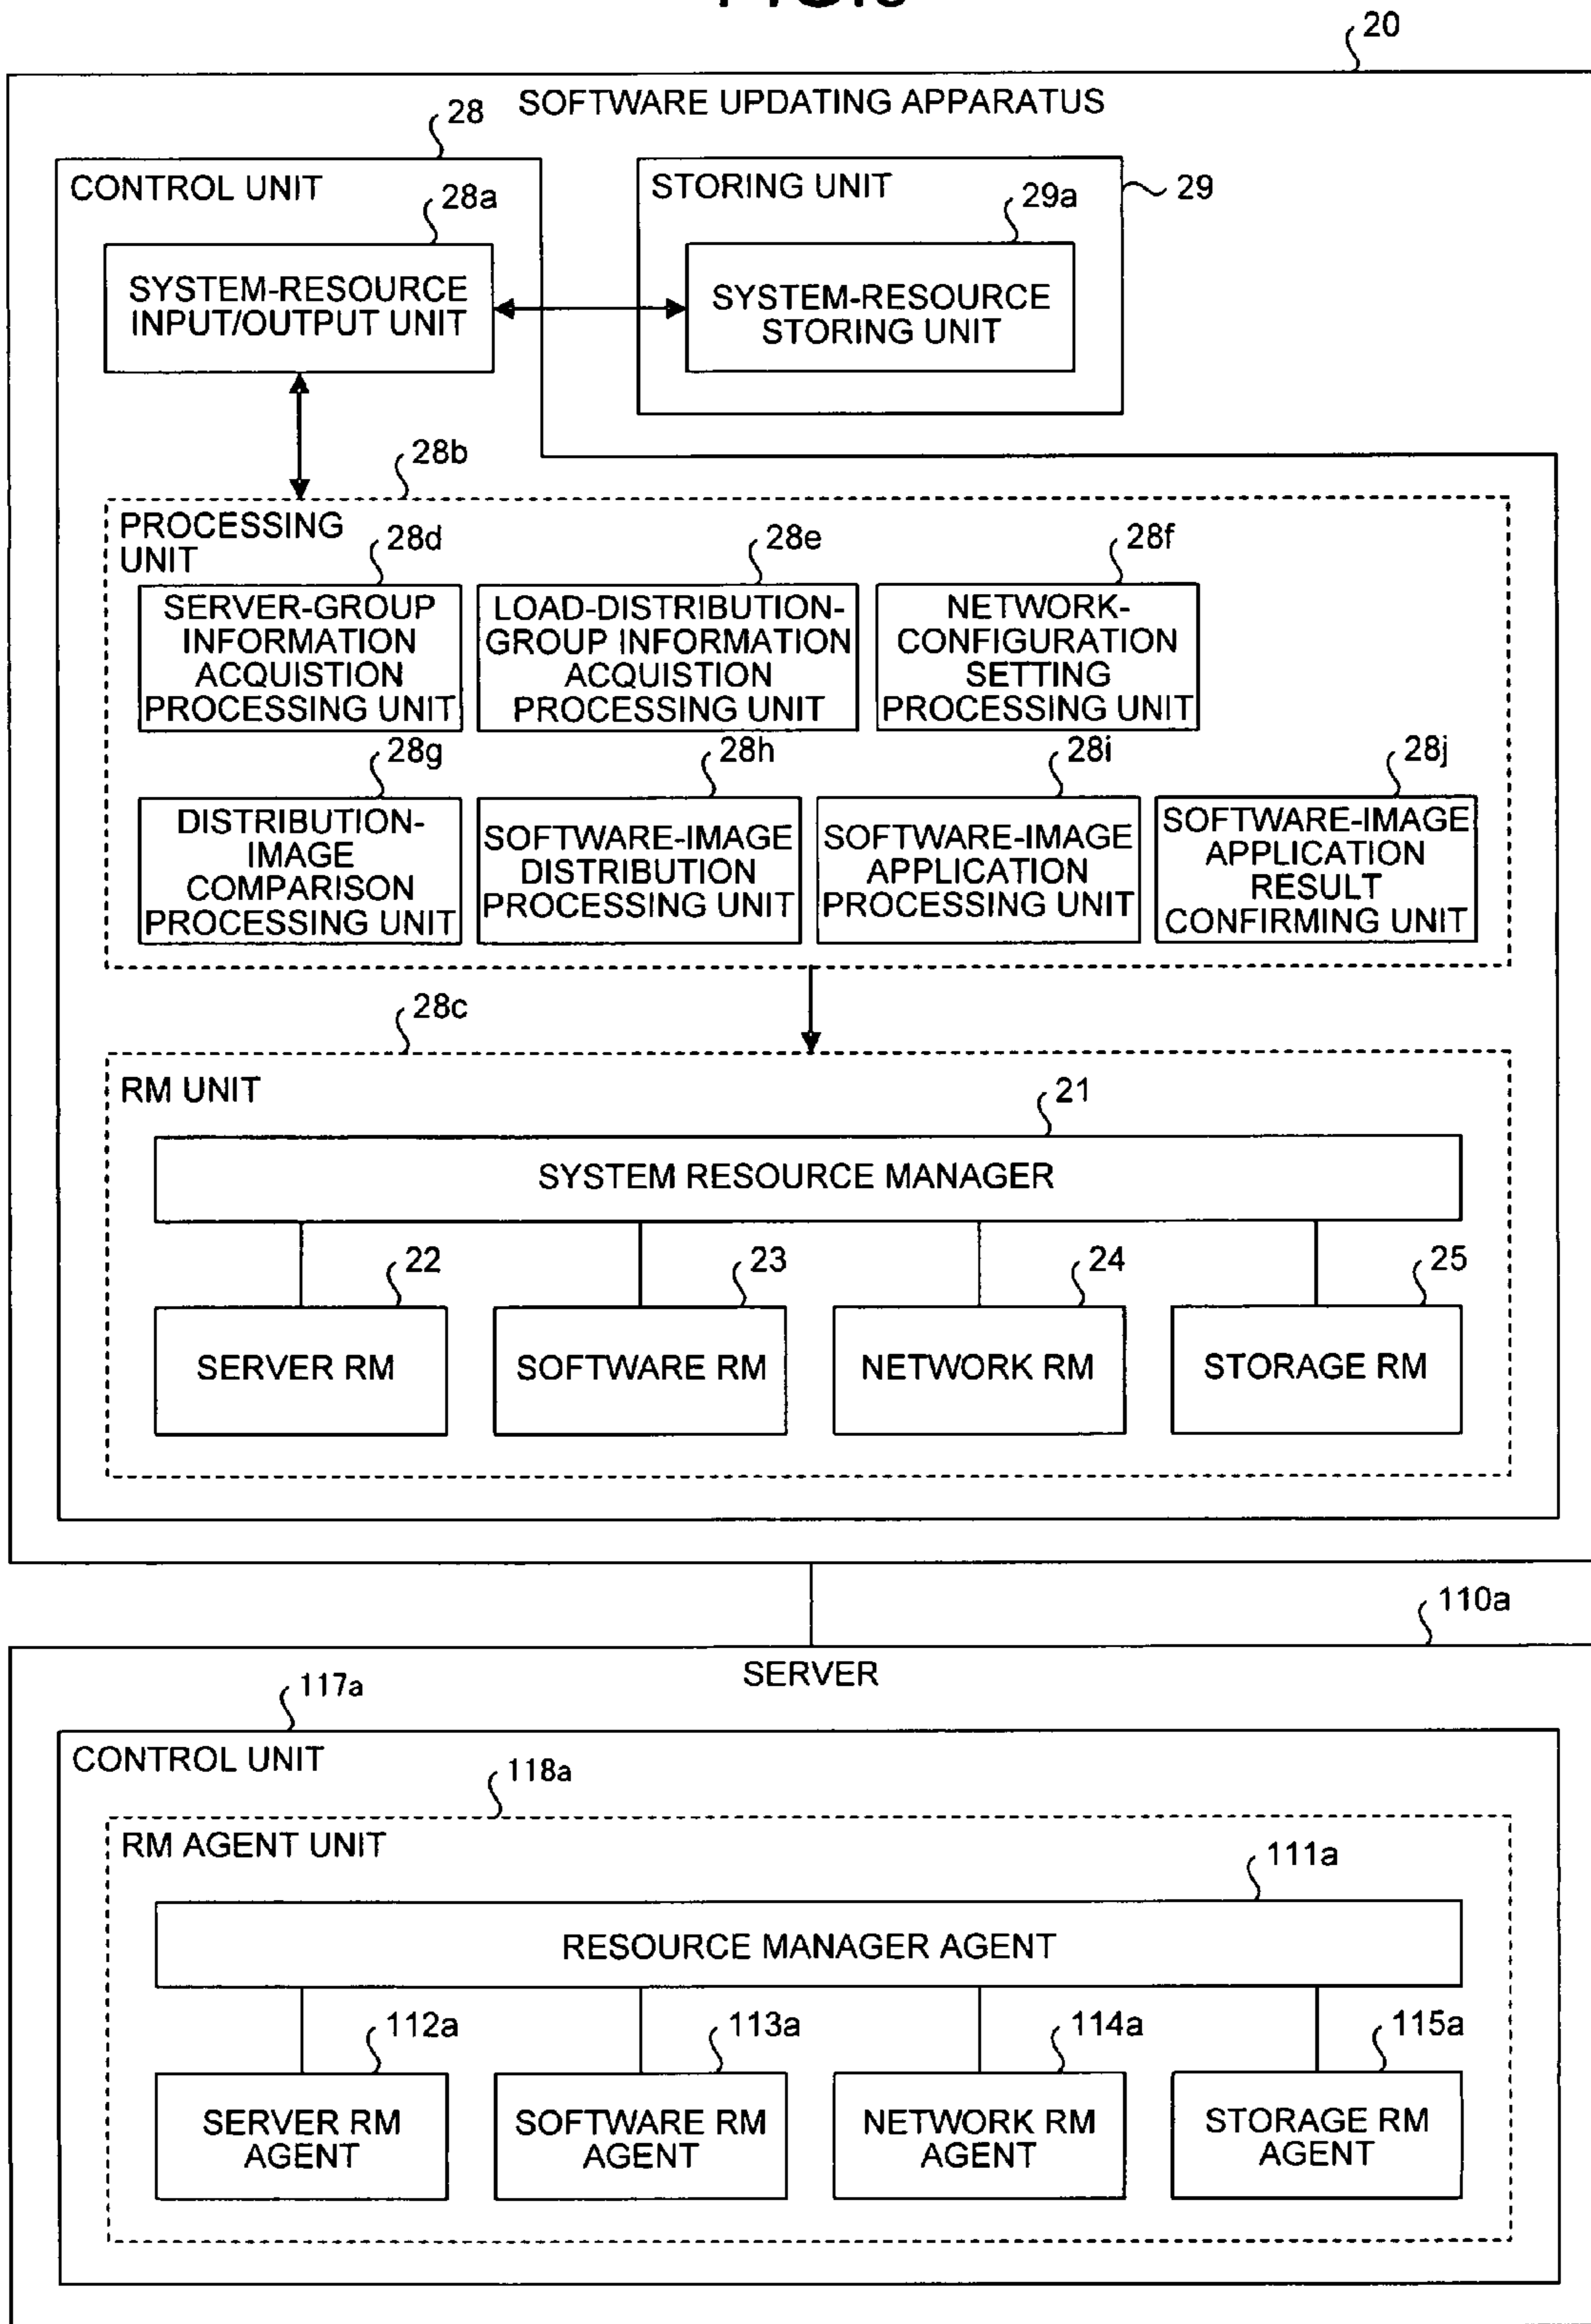 20
SOFTWARE UPDATING APPARATUS
28
CONTROL UNIT
28a
SYSTEM-RESOURCE
INPUT/OUTPUT UNIT
STORING UNIT
29
29a
SYSTEM-RESOURCE
STORING UNIT
28b
PROCESSING
UNIT
28d
SERVER-GROUP
INFORMATION
ACQUISTION
PROCESSING UNIT
28e
LOAD-DISTRIBUTION-
GROUP INFORMATION
ACQUISTION
PROCESSING UNIT
28f
NETWORK-
CONFIGURATION
SETTING
PROCESSING UNIT
28g
DISTRIBUTION-
IMAGE
COMPARISON
PROCESSING UNIT
28h
SOFTWARE-IMAGE
DISTRIBUTION
PROCESSING UNIT
28i
SOFTWARE-IMAGE
APPLICATION
PROCESSING UNIT
28j
SOFTWARE-IMAGE
APPLICATION
RESULT
CONFIRMING UNIT
28c
RM UNIT
21
SYSTEM RESOURCE MANAGER
22
SERVER RM
23
SOFTWARE RM
24
NETWORK RM
25
STORAGE RM
110a
SERVER
117a
CONTROL UNIT
118a
RM AGENT UNIT
111a
RESOURCE MANAGER AGENT
112a
SERVER RM
AGENT
113a
SOFTWARE RM
AGENT
114a
NETWORK RM
AGENT
115a
STORAGE RM
AGENT